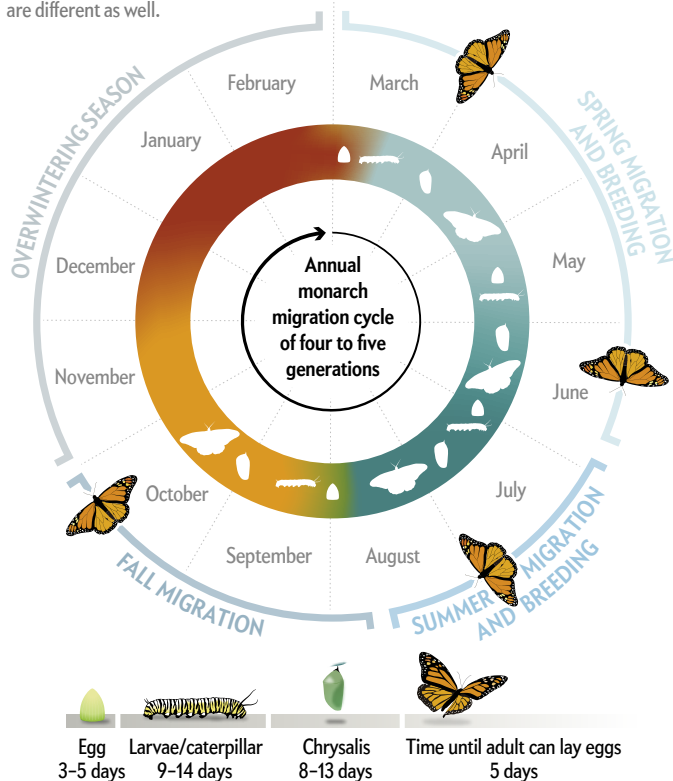 are different as well.
February
March
January
April
OVERWINTERING SEASON
SPRING MIGRATION
AND BREEDING
December
May
Annual
monarch
migration cycle
of four to five
generations
November
June
October
July
September
August
FALL MIGRATION
SUMMER MIGRATION
AND BREEDING
Egg
3–5 days
Larvae/caterpillar
9–14 days
Chrysalis
8–13 days
Time until adult can lay eggs
5 days